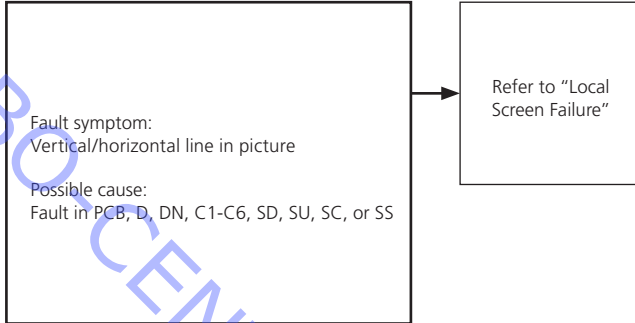 Fault symptom:
Vertical/horizontal line in picture
Possible cause:
Fault in PCB, D, DN, C1-C6, SD, SU, SC, or SS
Refer to “Local
Screen Failure”